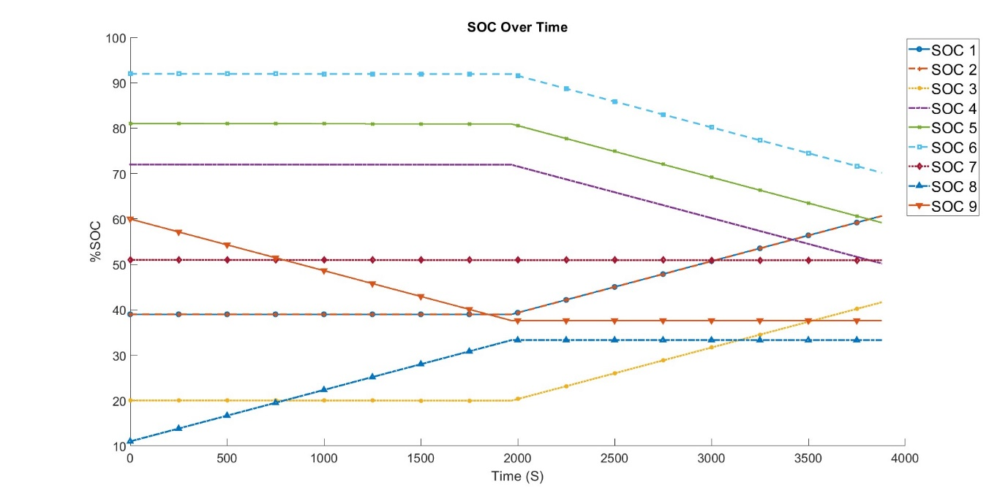 SOC Over Time
100
90
80
70
60
50
40
30
20
10
%SOC
0 500 1000 1500 2000 2500 3000 3500 4000
Time (S)
SOC 1
SOC 2
SOC 3
SOC 4
SOC 5
SOC 6
SOC 7
SOC 8
SOC 9